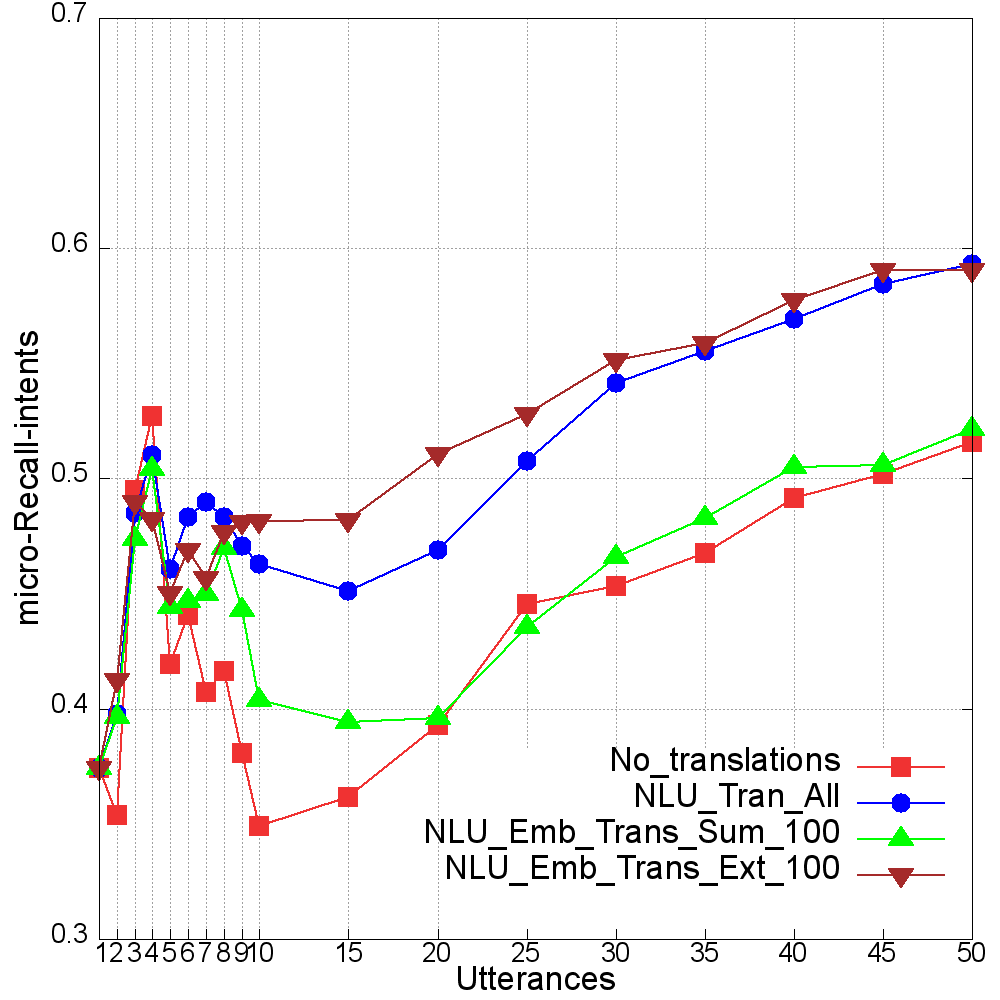 0.7
0.6
0.5
0.4
0.3
micro-Recall-intents
No_translations
NLU_Tran_All
NLU_Emb_Trans_Sum_100
NLU_Emb_Trans_Ext_100
1 2 3 4 5 6 7 8 9 10 15 20 25 30 35 40 45 50
Utterances